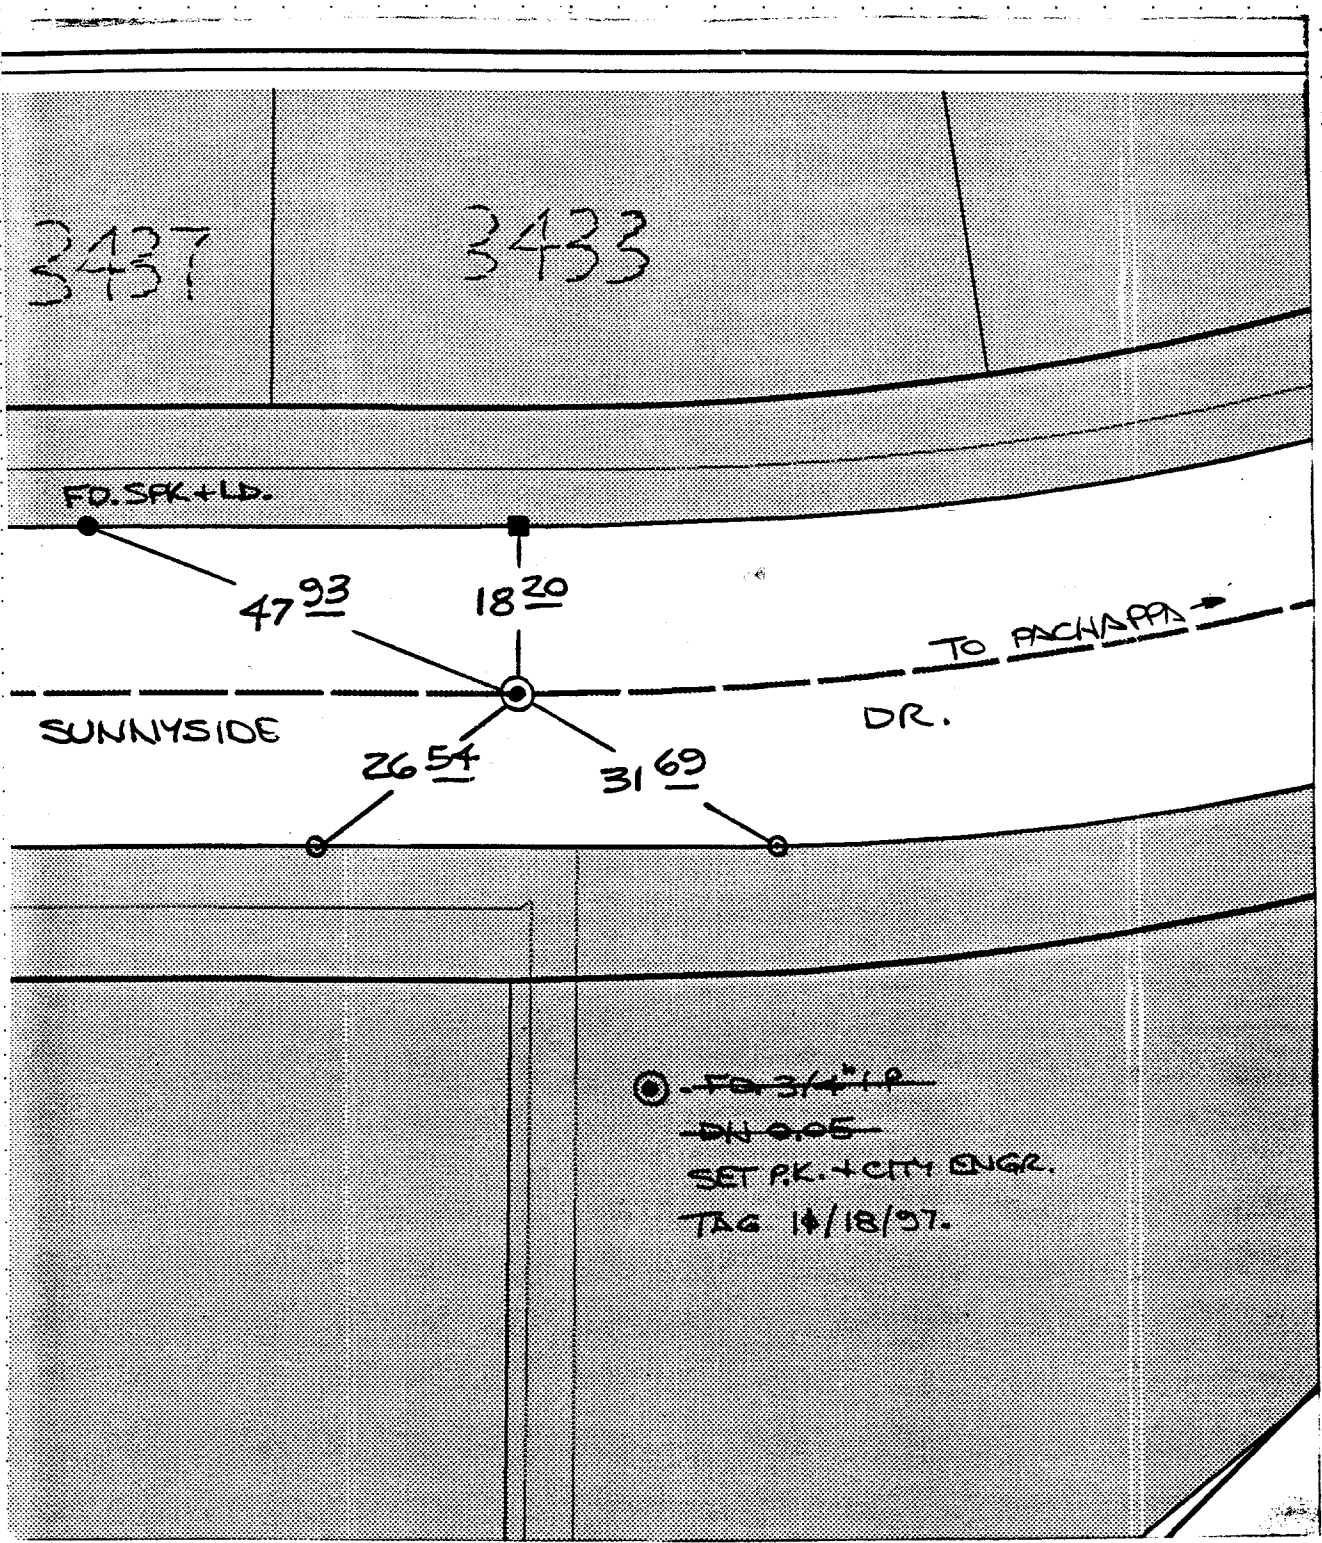 3437
3433
FD. SPK + LD.
47 93
18 20
TO PACHAPPA →
SUNNYSIDE
DR.
26 54
31 69
- FD. 3/4" I.P.
DN 0.05
SET P.K. + CITY ENGR.
TAG /18/97.